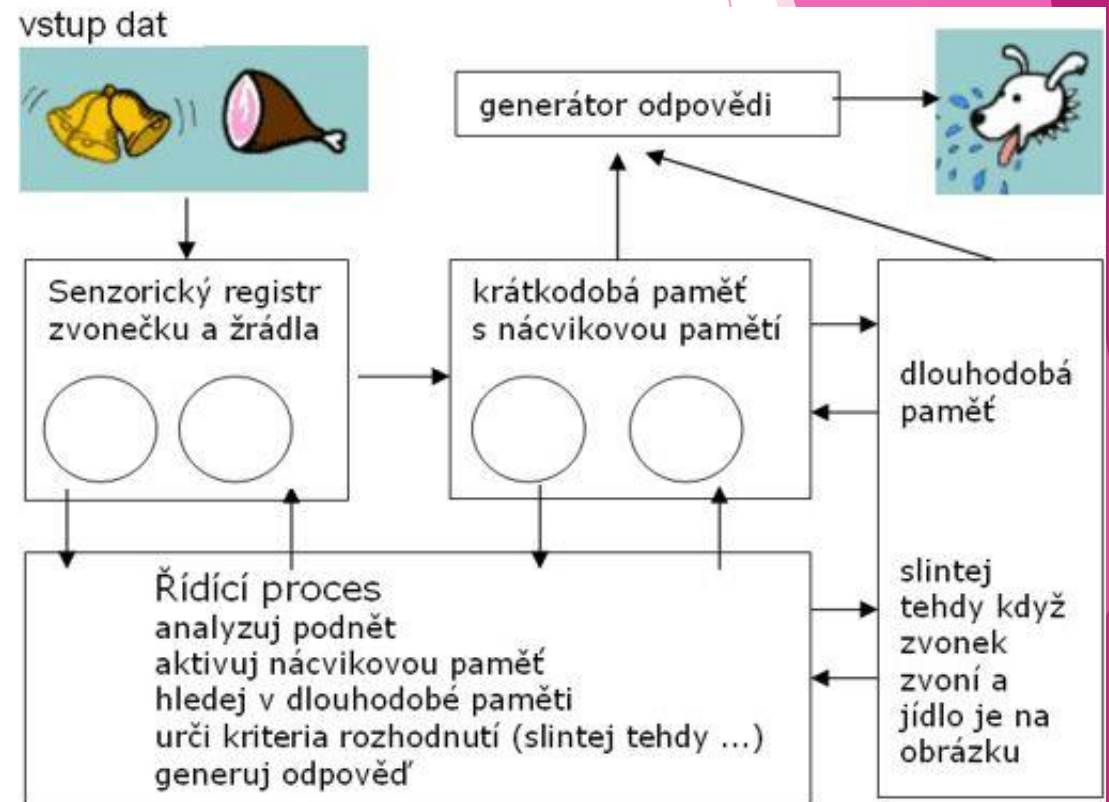 vstup dat
generátor odpovědi
Senzorický registr
zvonečku a žrádla
krátkodobá paměť
s nácvikovou pamětí
dlouhodobá
paměť
slintej
tehdy když
zvonek
zvoní a
jídlo je na
obrázku
Řídící proces
analyzuj podnět
aktivuj nácvikovou paměť
hledej v dlouhodobé paměti
urči kriteria rozhodnutí (slintej tehdy ...)
generuj odpověď